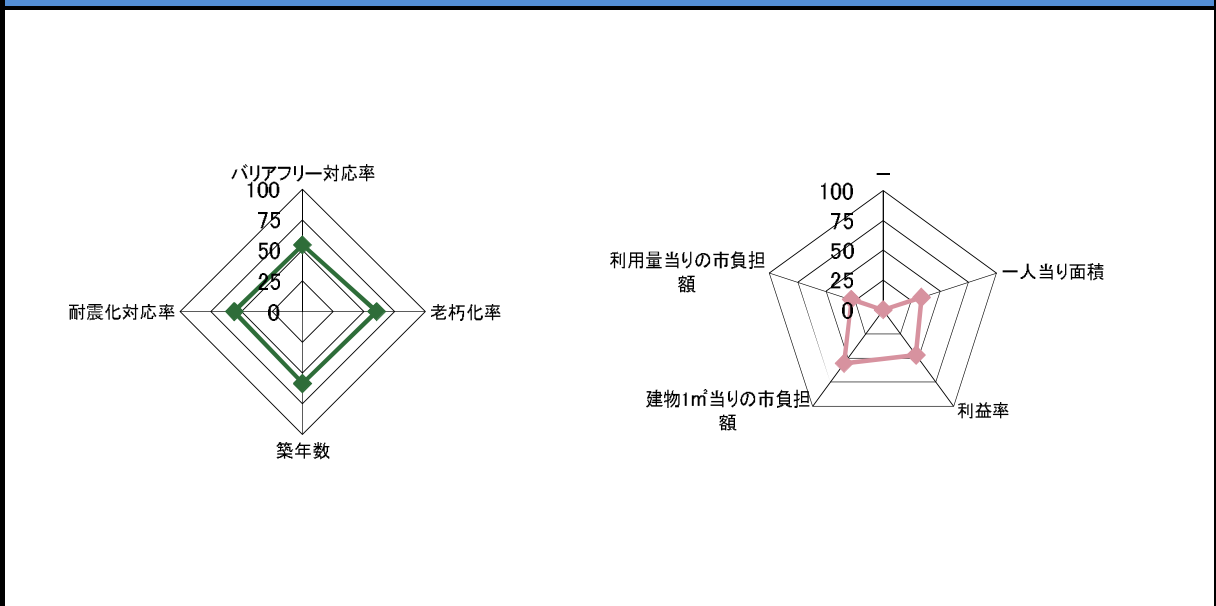 バリアフリー対応率
100
75
50
25
0
耐震化対応率
老朽化率
築年数
ー
100
75
50
25
0
利用量当りの市負担
額
一人当り面積
建物1㎡当りの市負担
額
利益率